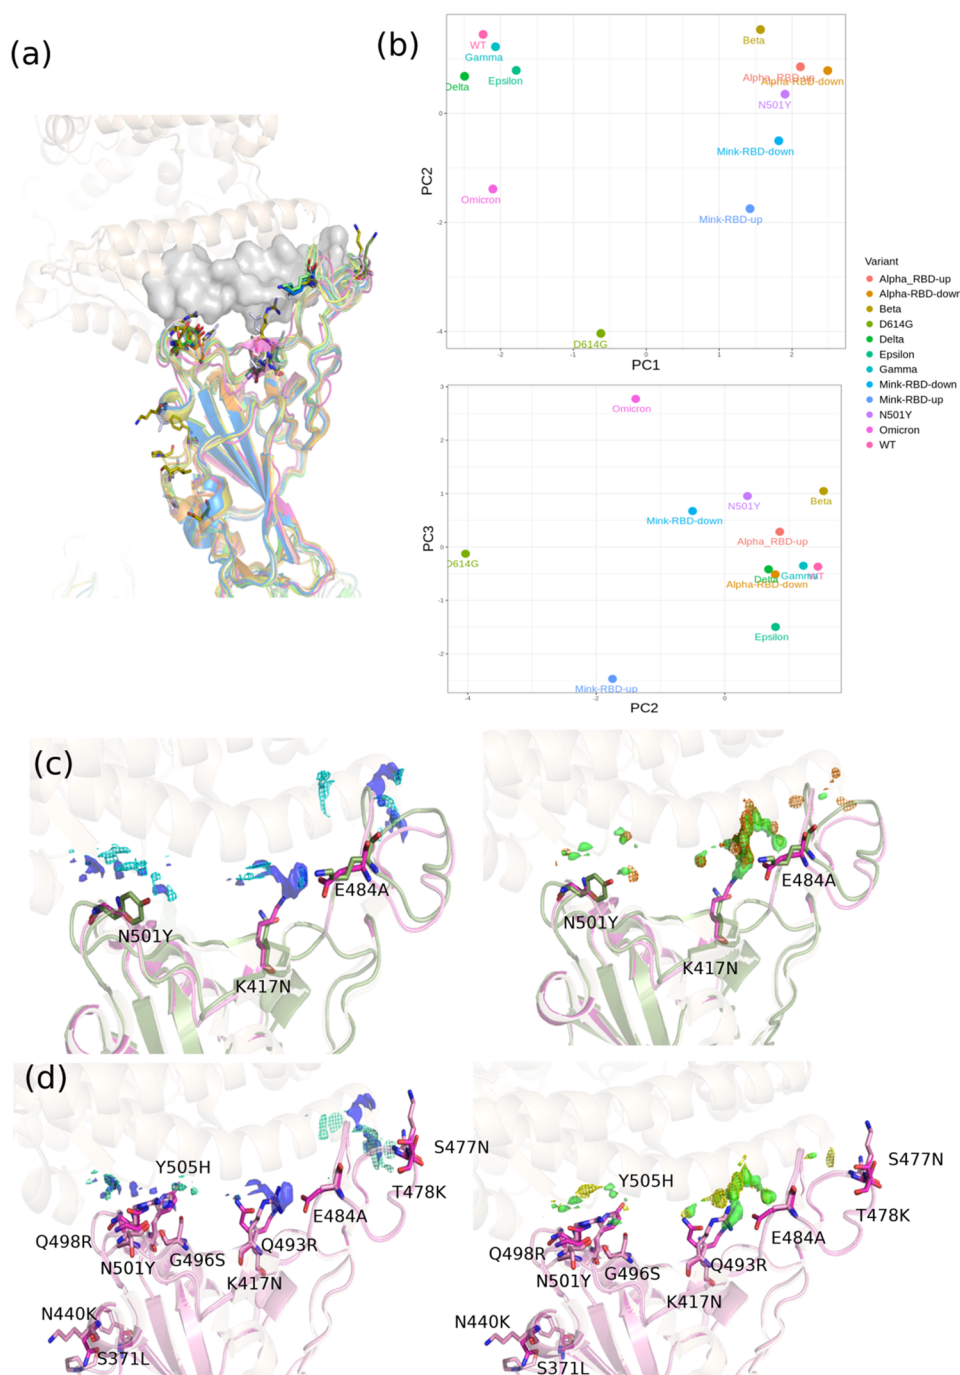 (a)
(b)
Beta
WT
Gamma
Epsilon
Delta
Alpha_RBD-up
Alpha-RBD-down
N501Y
0
Mink-RBD-down
Omicron
Mink-RBD-up
-2
D614G
-4
-2
-1
0
1
2
PC1
PC2
3
Omicron
2
1
N501Y
Beta
Mink-RBD-down
Alpha_RBD-up
0
D614G
Delta
Gamma
WT
Alpha-RBD-down
-1
Epsilon
-2
Mink-RBD-up
-4
-2
0
PC2
PC3
Variant
Alpha_RBD-up
Alpha-RBD-down
Beta
D614G
Delta
Epsilon
Gamma
Mink-RBD-down
Mink-RBD-up
N501Y
Omicron
WT
(c)
E484A
N501Y
K417N
E484A
N501Y
K417N
(d)
S477N
Y505H
T478K
E484A
Q498R
Q493R
G496S
N501Y
K417N
N440K
S371L
S477N
Y505H
T478K
E484A
Q498R
Q493R
G496S
N501Y
K417N
N440K
S371L